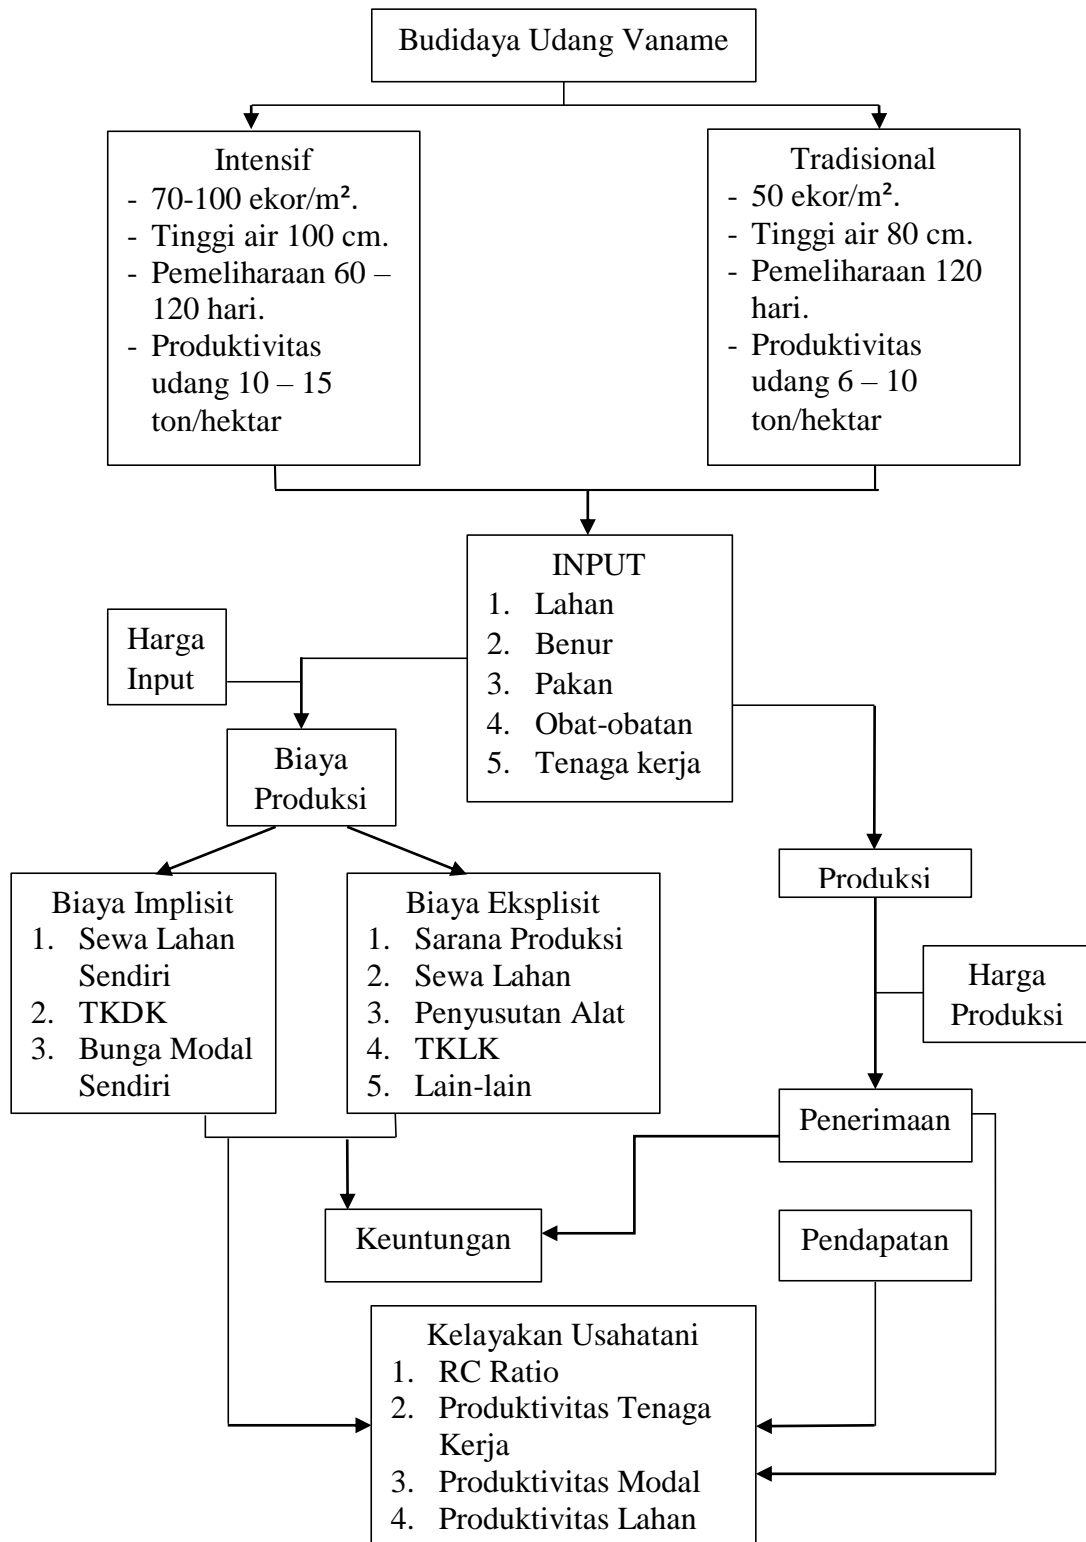 Budidaya Udang Vaname
Intensif
- 70-100 ekor/m².
- Tinggi air 100 cm.
- Pemeliharaan 60 –
120 hari.
- Produktivitas
udang 10 – 15
ton/hektar
Tradisional
- 50 ekor/m².
- Tinggi air 80 cm.
- Pemeliharaan 120
hari.
- Produktivitas
udang 6 – 10
ton/hektar
INPUT
1. Lahan
2. Benur
3. Pakan
4. Obat-obatan
5. Tenaga kerja
Harga
Input
Biaya
Produksi
Biaya Implisit
1. Sewa Lahan
Sendiri
2. TKDK
3. Bunga Modal
Sendiri
Biaya Eksplisit
1. Sarana Produksi
2. Sewa Lahan
3. Penyusutan Alat
4. TKLK
5. Lain-lain
Produksi
Harga
Produksi
Penerimaan
Keuntungan
Pendapatan
Kelayakan Usahatani
1. RC Ratio
2. Produktivitas Tenaga
Kerja
3. Produktivitas Modal
4. Produktivitas Lahan